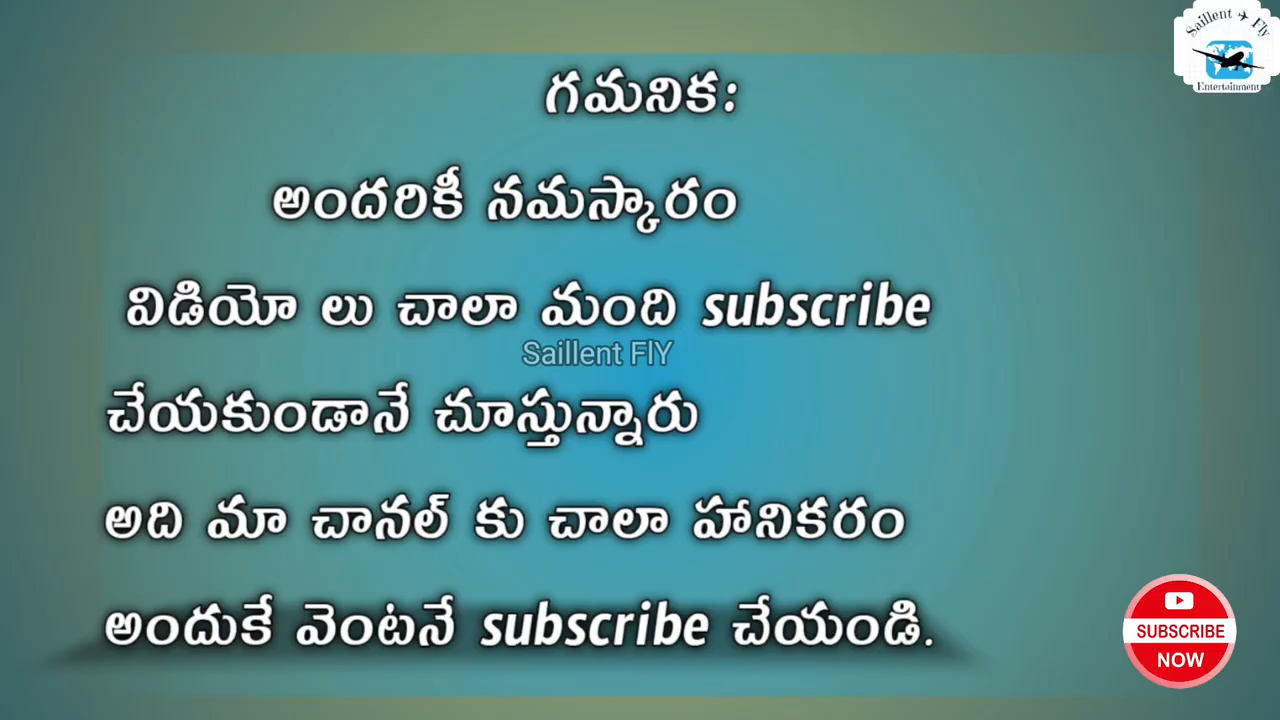 Saillent ✈ Fly
Entertainment
గమనిక:
అందరికీ నమస్కారం
విడియో లు చాలా మంది subscribe
Saillent FlY
చేయకుండానే చూస్తున్నారు
అది మా చానల్ కు చాలా హానికరం
అందుకే వెంటనే subscribe చేయండి.
SUBSCRIBE
NOW